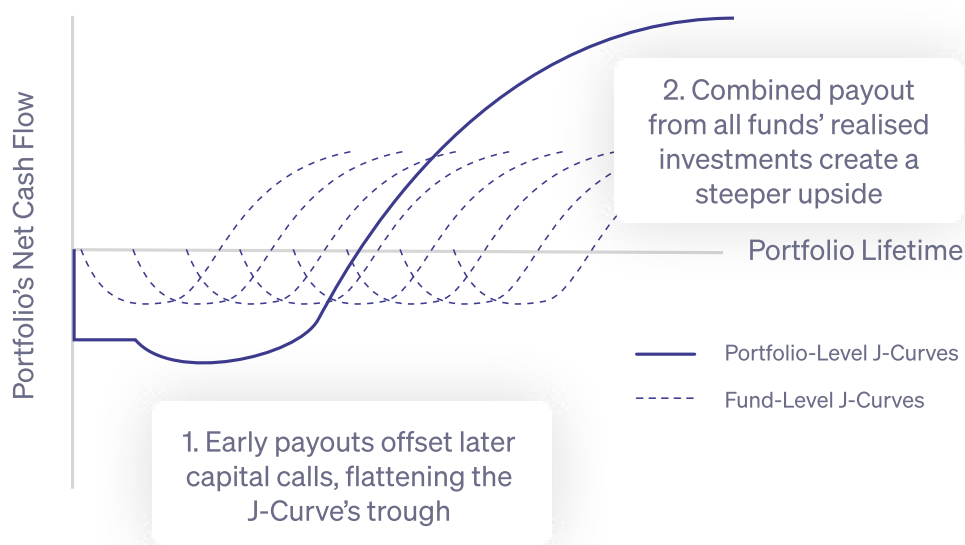 Portfolio's Net Cash Flow
2. Combined payout
from all funds' realised
investments create a
steeper upside
Portfolio Lifetime
Portfolio-Level J-Curves
Fund-Level J-Curves
1. Early payouts offset later
capital calls, flattening the
J-Curve's trough